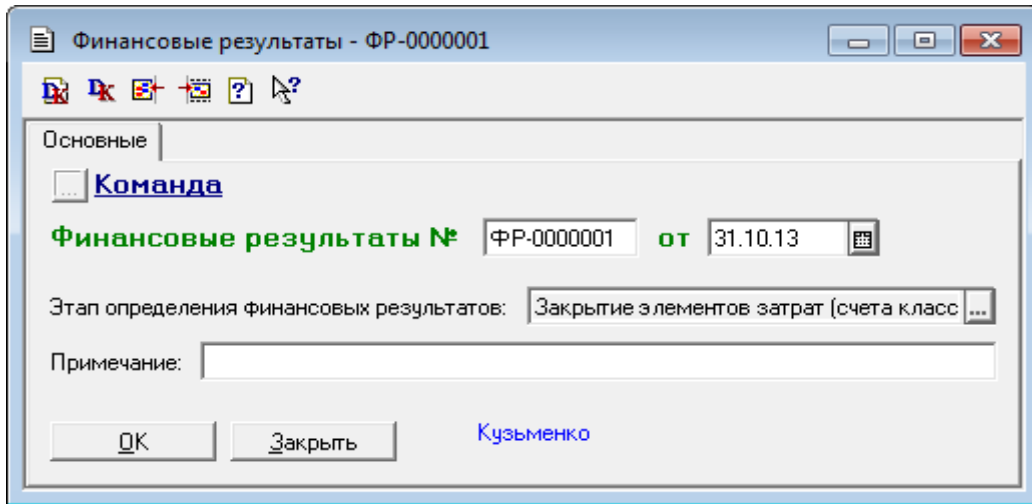 Финансовые результаты - ФР-0000001
Основные
... Команда
Финансовые результаты № ФР-0000001 от 31.10.13
Этап определения финансовых результатов: Закрытие элементов затрат (счета класс ...
Примечание:
OK Закрыть Кузьменко